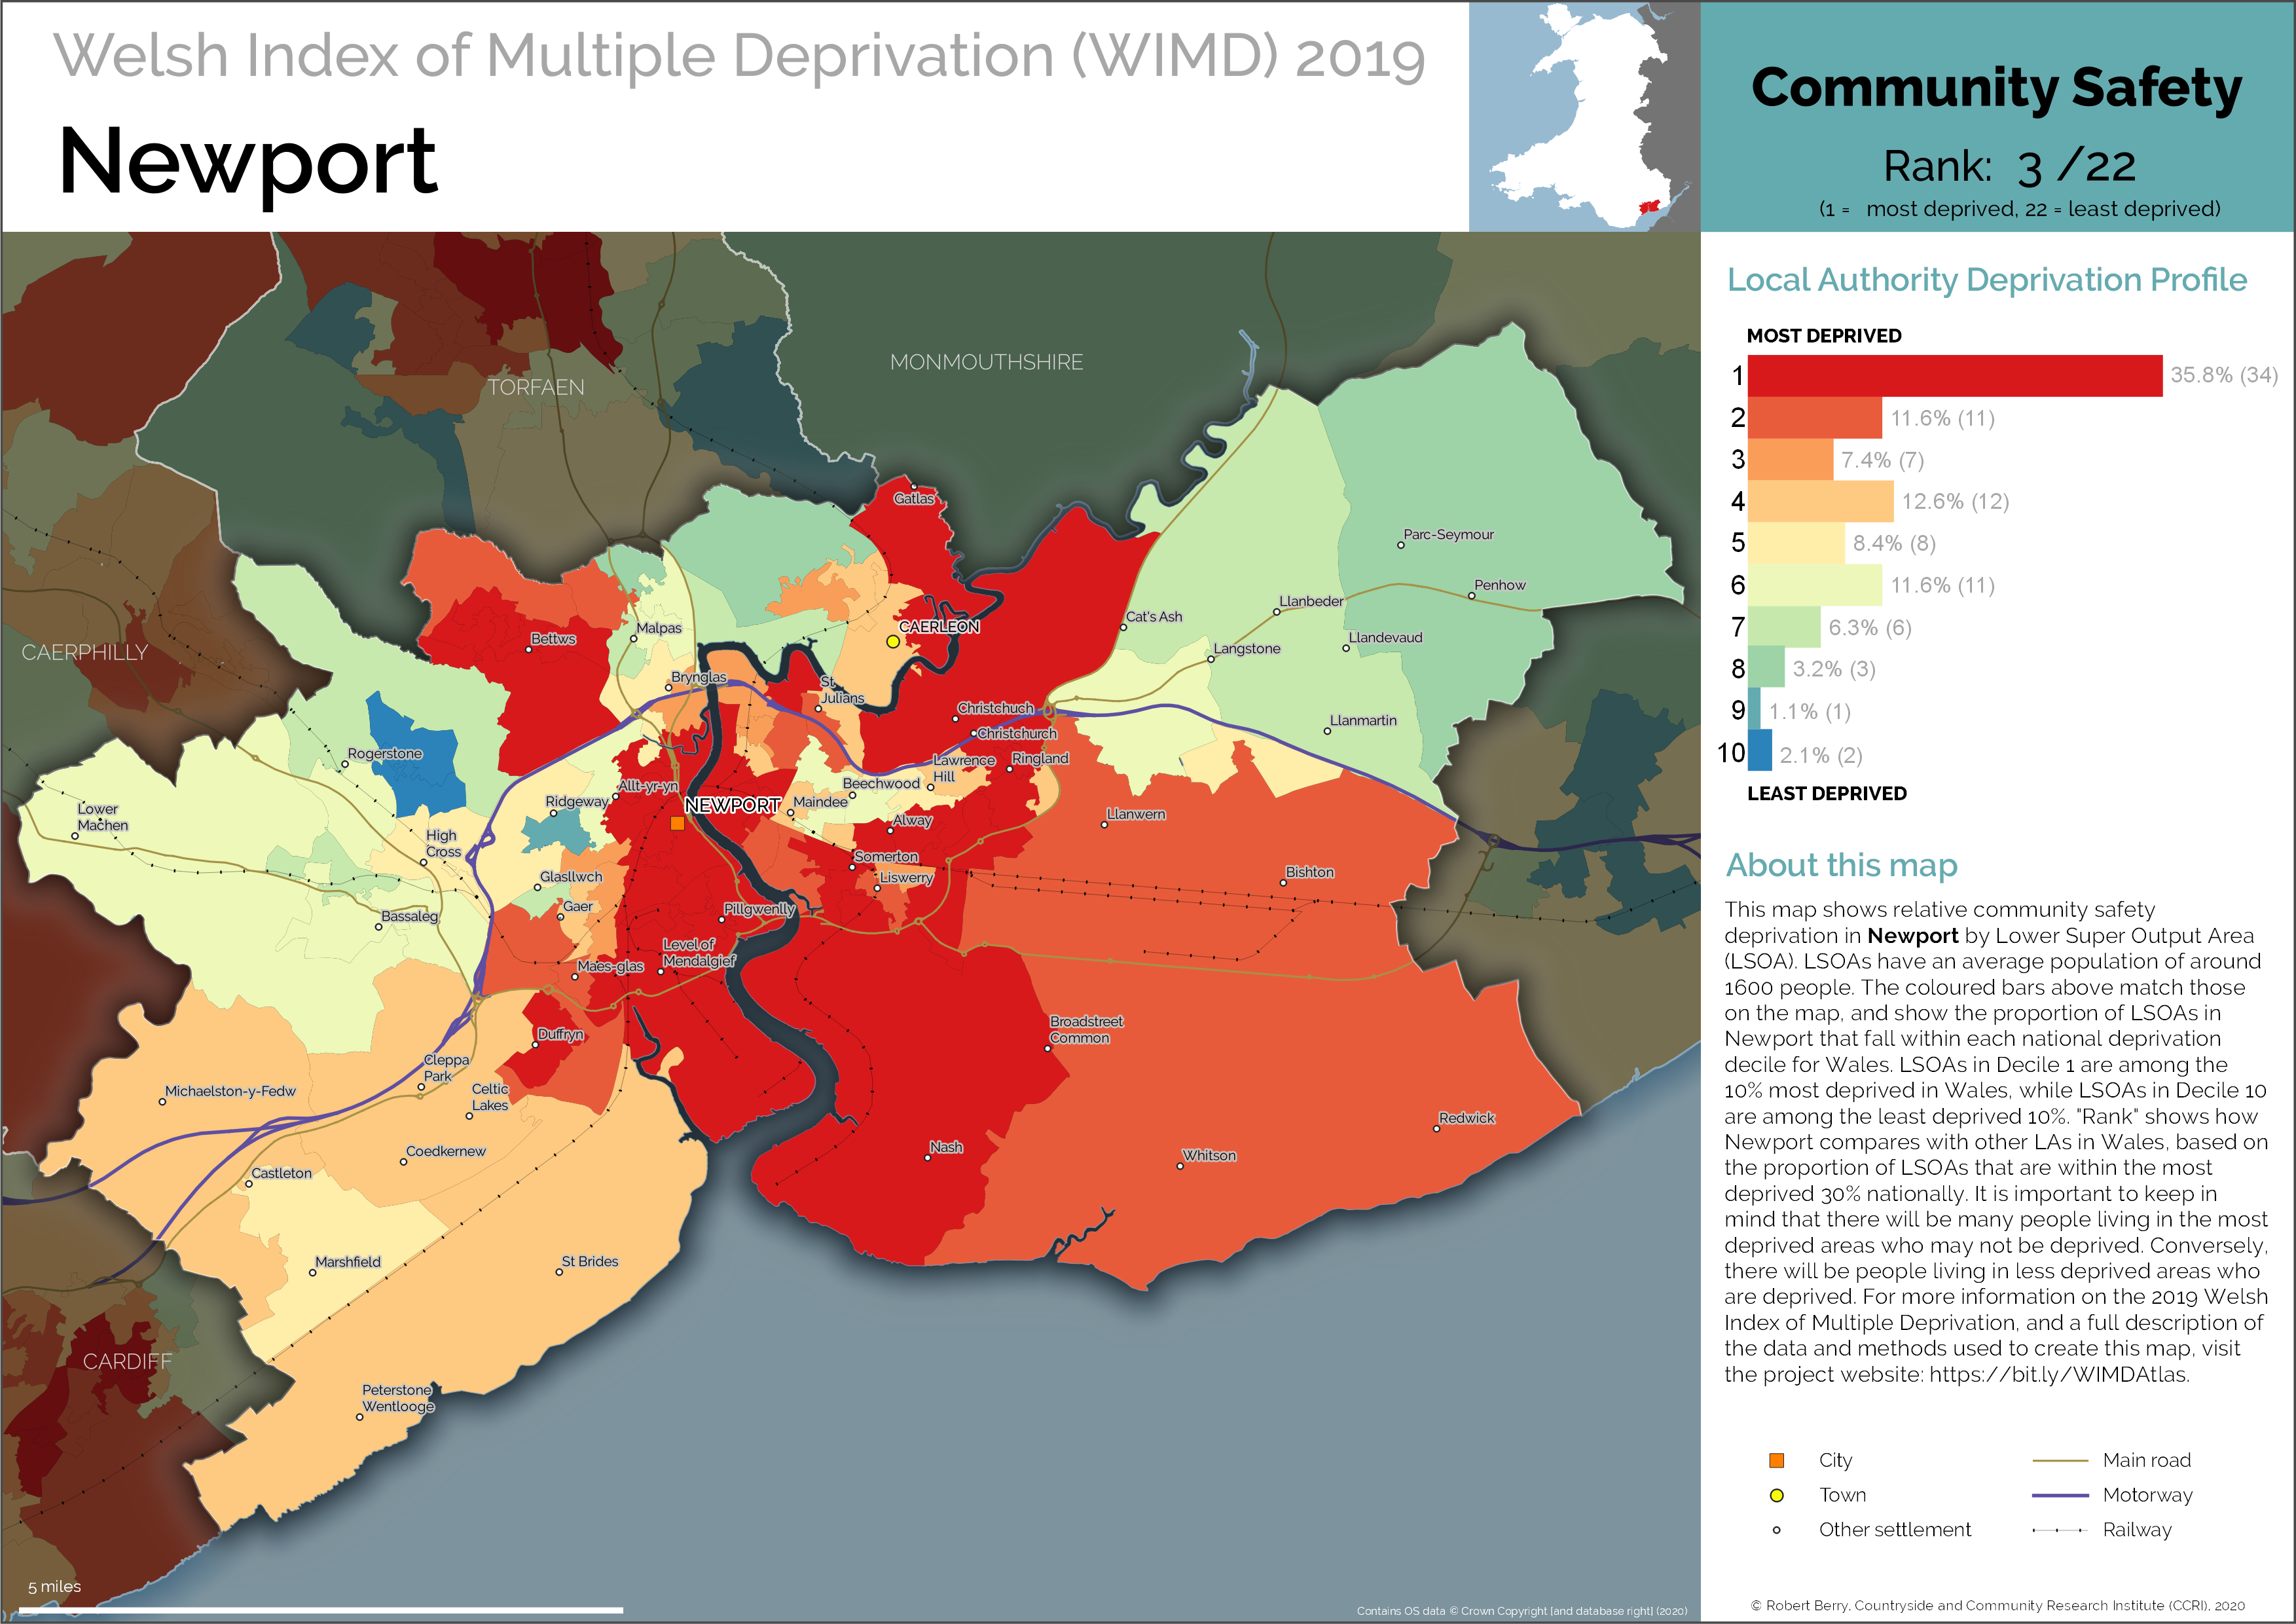 Welsh Index of Multiple Deprivation (WIMD) 2019
Newport
Community Safety
Rank: 3 /22
(1 = most deprived, 22 = least deprived)
Local Authority Deprivation Profile
MOST DEPRIVED
1 35.8% (34)
2 11.6% (11)
3 7.4% (7)
4 12.6% (12)
5 8.4% (8)
6 11.6% (11)
7 6.3% (6)
8 3.2% (3)
9 1.1% (1)
10 2.1% (2)
LEAST DEPRIVED
About this map
This map shows relative community safety
deprivation in Newport by Lower Super Output Area
(LSOA). LSOAs have an average population of around
1600 people. The coloured bars above match those
on the map, and show the proportion of LSOAs in
Newport that fall within each national deprivation
decile for Wales. LSOAs in Decile 1 are among the
10% most deprived in Wales, while LSOAs in Decile 10
are among the least deprived 10%. "Rank" shows how
Newport compares with other LAs in Wales, based on
the proportion of LSOAs that are within the most
deprived 30% nationally. It is important to keep in
mind that there will be many people living in the most
deprived areas who may not be deprived. Conversely,
there will be people living in less deprived areas who
are deprived. For more information on the 2019 Welsh
Index of Multiple Deprivation, and a full description of
the data and methods used to create this map, visit
the project website: https://bit.ly/WIMDAtlas.
City
Main road
Town
Motorway
Other settlement
Railway
© Robert Berry, Countryside and Community Research Institute (CCRI), 2020
MONMOUTHSHIRE
TORFAEN
CAERPHILLY
CARDIFF
Gatlas
Parc-Seymour
Penhow
Llanbeder
Cat's Ash
CAERLEON
Malpas
Bettws
Llandevaud
Langstone
Brynglas
St
Julians
Christchuch
Christchurch
Llanmartin
Rogerstone
Lawrence
Hill
Ringland
Beechwood
Allt-yr-yn
Ridgeway
NEWPORT
Maindee
Lower
Machen
Alway
Llanwern
High
Cross
Somerton
Liswerry
Bishton
Glasllwch
Gaer
Bassaleg
Pillgwenlly
Level of
Mendalgief
Maes-glas
Duffryn
Broadstreet
Common
Cleppa
Park
Celtic
Lakes
Michaelston-y-Fedw
Redwick
Coedkernew
Nash
Whitson
Castleton
Marshfield
St Brides
Peterstone
Wentlooge
5 miles
Contains OS data © Crown Copyright [and database right] (2020)